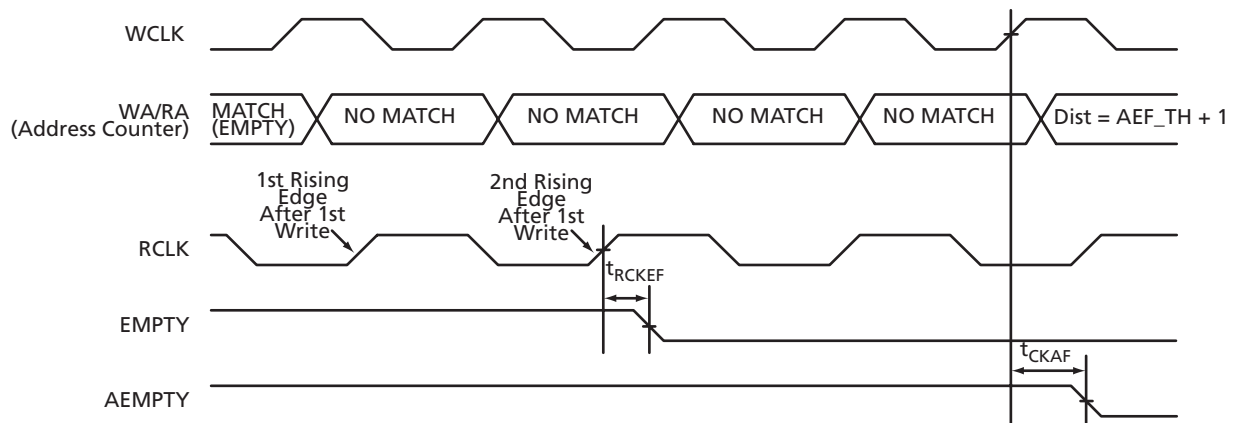 WCLK
WA/RA
(Address Counter)
MATCH
(EMPTY)
NO MATCH
NO MATCH
NO MATCH
NO MATCH
Dist = AEF_TH + 1
1st Rising
Edge
After 1st
Write
2nd Rising
Edge
After 1st
Write
RCLK
tRCKEF
EMPTY
tCKAF
AEMPTY